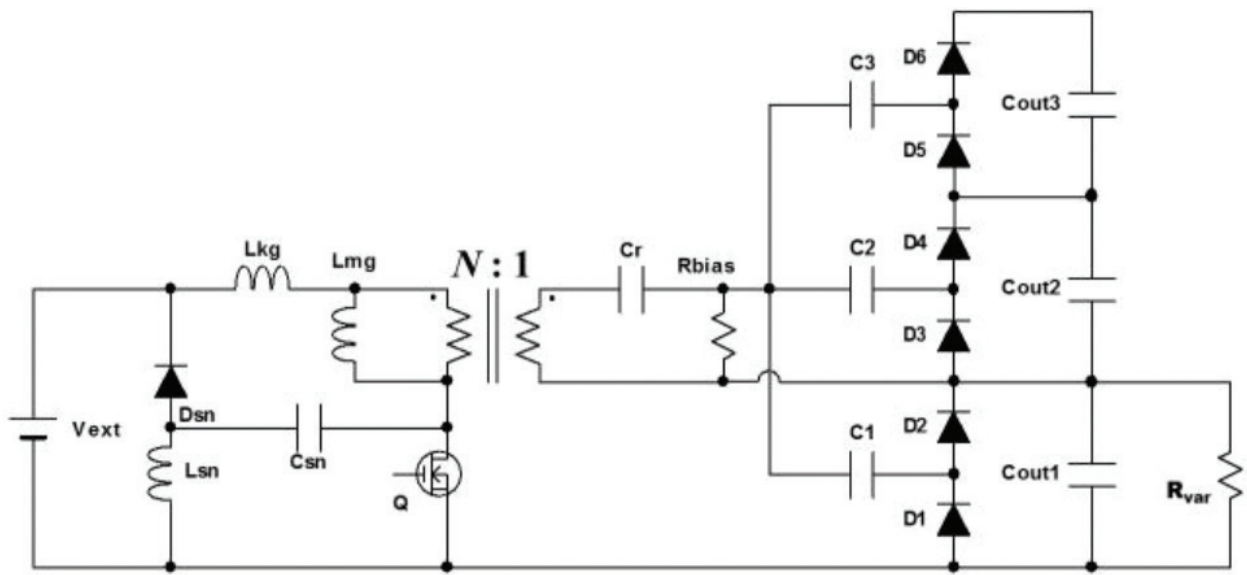 D6
C3
Cout3
D5
Lkg
Lmg
N : 1
Cr
Rbias
C2
D4
Cout2
D3
Vext
Dsn
Csn
Lsn
Q
C1
D2
Cout1
Rvar
D1